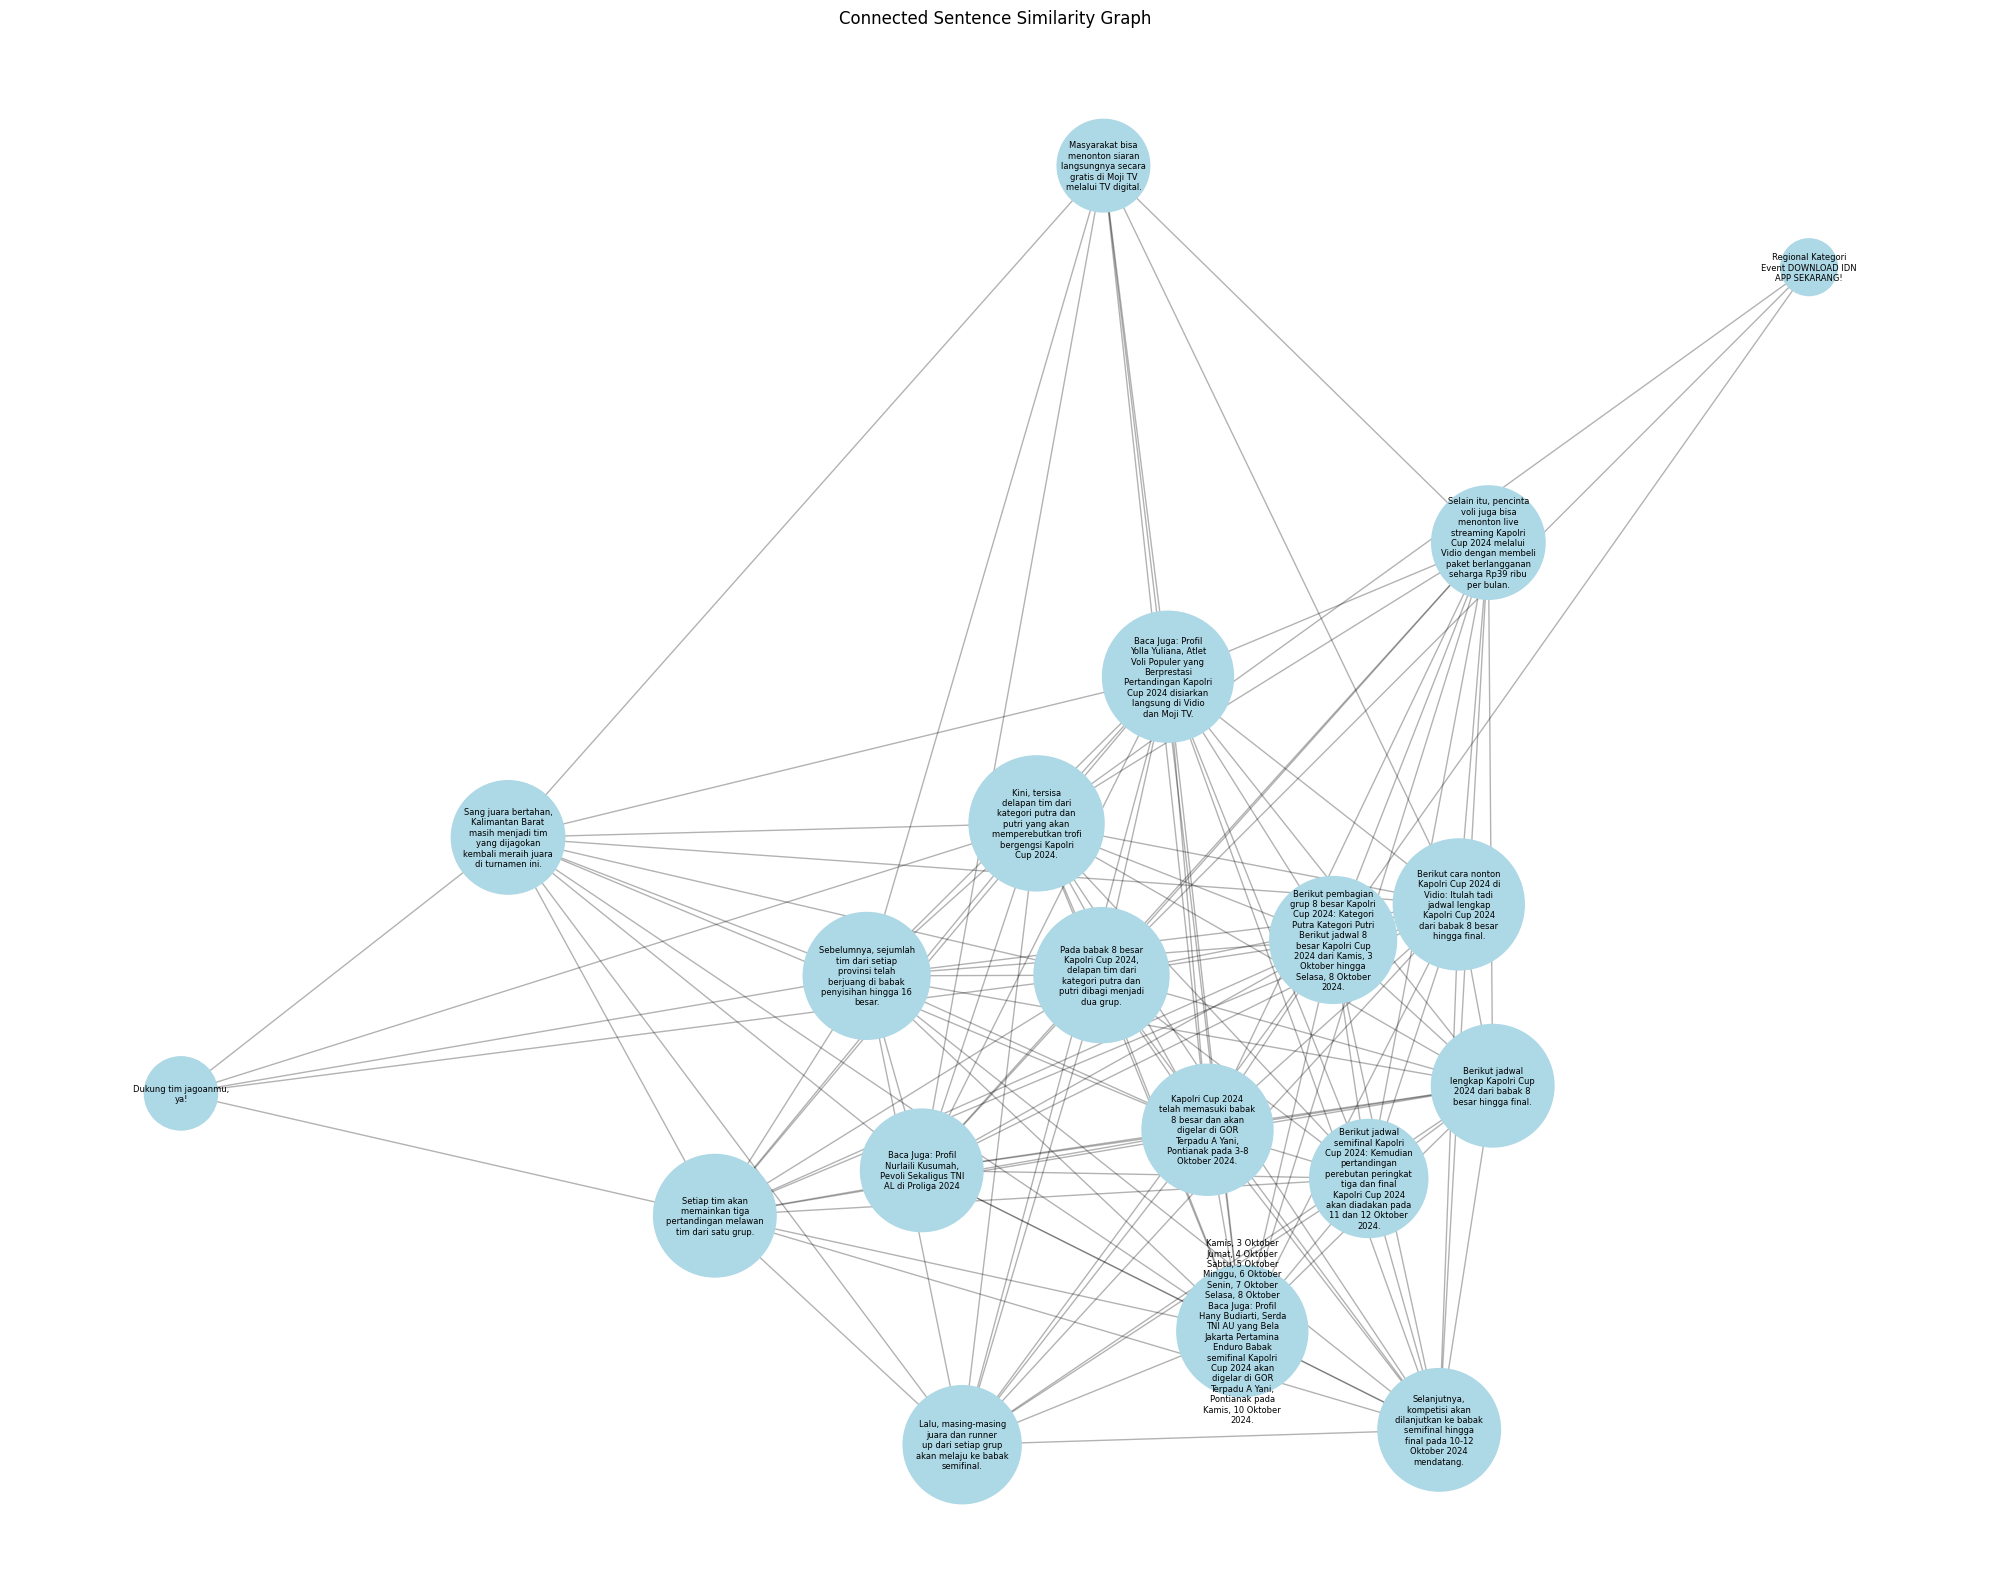 Connected Sentence Similarity Graph
Masyarakat bisa
menonton siaran
langsungnya secara
gratis di Moji TV
melalui TV digital.
Regional Kategori
Event DOWNLOAD IDN
APP SEKARANG!
Selain itu, pencinta
voli juga bisa
menonton live
streaming Kapolri
Cup 2024 melalui
Vidio dengan membeli
paket berlangganan
seharga Rp39 ribu
per bulan.
Baca Juga: Profil
Yolla Yuliana, Atlet
Voli Populer yang
Berprestasi
Pertandingan Kapolri
Cup 2024 disiarkan
langsung di Vidio
dan Moji TV.
Kini, tersisa
delapan tim dari
kategori putra dan
putri yang akan
memperebutkan trofi
bergengsi Kapolri
Cup 2024.
Sang juara bertahan,
Kalimantan Barat
masih menjadi tim
yang dijagokan
kembali meraih juara
di turnamen ini.
Berikut cara nonton
Kapolri Cup 2024 di
Vidio: Itulah tadi
jadwal lengkap
Kapolri Cup 2024
dari babak 8 besar
hingga final.
Berikut pembagian
grup 8 besar Kapolri
Cup 2024: Kategori
Putra Kategori Putri
Berikut jadwal 8
besar Kapolri Cup
2024 dari Kamis, 3
Oktober hingga
Selasa, 8 Oktober
2024.
Sebelumnya, sejumlah
tim dari setiap
provinsi telah
berjuang di babak
penyisihan hingga 16
besar.
Pada babak 8 besar
Kapolri Cup 2024,
delapan tim dari
kategori putra dan
putri dibagi menjadi
dua grup.
Berikut jadwal
lengkap Kapolri Cup
2024 dari babak 8
besar hingga final.
Dukung tim jagoanmu,
ya!
Kapolri Cup 2024
telah memasuki babak
8 besar dan akan
digelar di GOR
Terpadu A Yani,
Pontianak pada 3-8
Oktober 2024.
Baca Juga: Profil
Nurlaili Kusumah,
Pevoli Sekaligus TNI
AL di Proliga 2024
Berikut jadwal
semifinal Kapolri
Cup 2024: Kemudian
pertandingan
perebutan peringkat
tiga dan final
Kapolri Cup 2024
akan diadakan pada
11 dan 12 Oktober
2024.
Setiap tim akan
memainkan tiga
pertandingan melawan
tim dari satu grup.
Kamis, 3 Oktober
Jumat, 4 Oktober
Sabtu, 5 Oktober
Minggu, 6 Oktober
Senin, 7 Oktober
Selasa, 8 Oktober
Baca Juga: Profil
Hany Budiarti, Serda
TNI AU yang Bela
Jakarta Pertamina
Enduro Babak
semifinal Kapolri
Cup 2024 akan
digelar di GOR
Terpadu A Yani,
Pontianak pada
Kamis, 10 Oktober
2024.
Selanjutnya,
kompetisi akan
dilanjutkan ke babak
semifinal hingga
final pada 10-12
Oktober 2024
mendatang.
Lalu, masing-masing
juara dan runner
up dari setiap grup
akan melaju ke babak
semifinal.